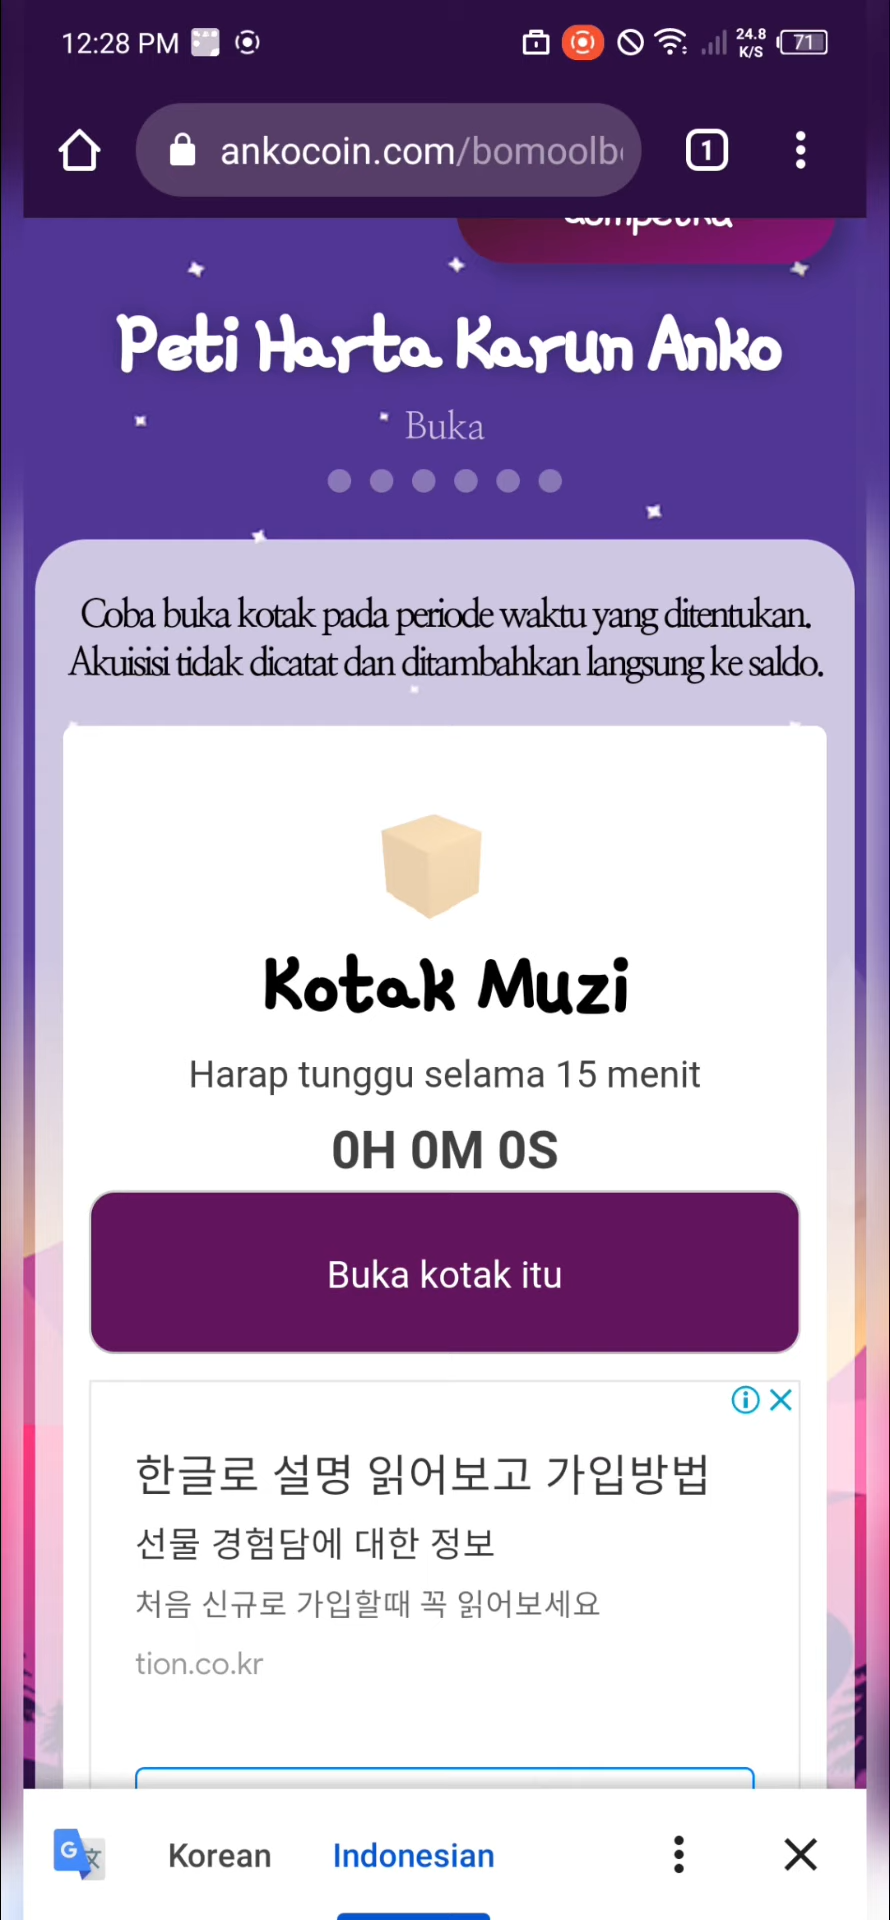 12:28 PM
24.8
K/S
71
ankocoin.com/bomoolb
1
Peti Harta Karun Anko
Buka
Coba buka kotak pada periode waktu yang ditentukan.
Akuisisi tidak dicatat dan ditambahkan langsung ke saldo.
Kotak Muzi
Harap tunggu selama 15 menit
0H 0M 0S
Buka kotak itu
한글로 설명 읽어보고 가입방법
선물 경험담에 대한 정보
처음 신규로 가입할때 꼭 읽어보세요
tion.co.kr
Korean Indonesian